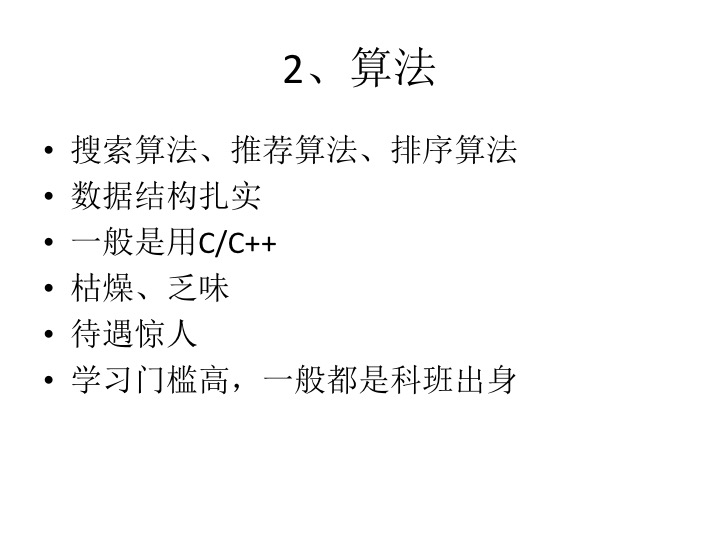 2、算法
• 搜索算法、推荐算法、排序算法
• 数据结构扎实
• 一般是用C/C++
• 枯燥、乏味
• 待遇惊人
• 学习门槛高，一般都是科班出身